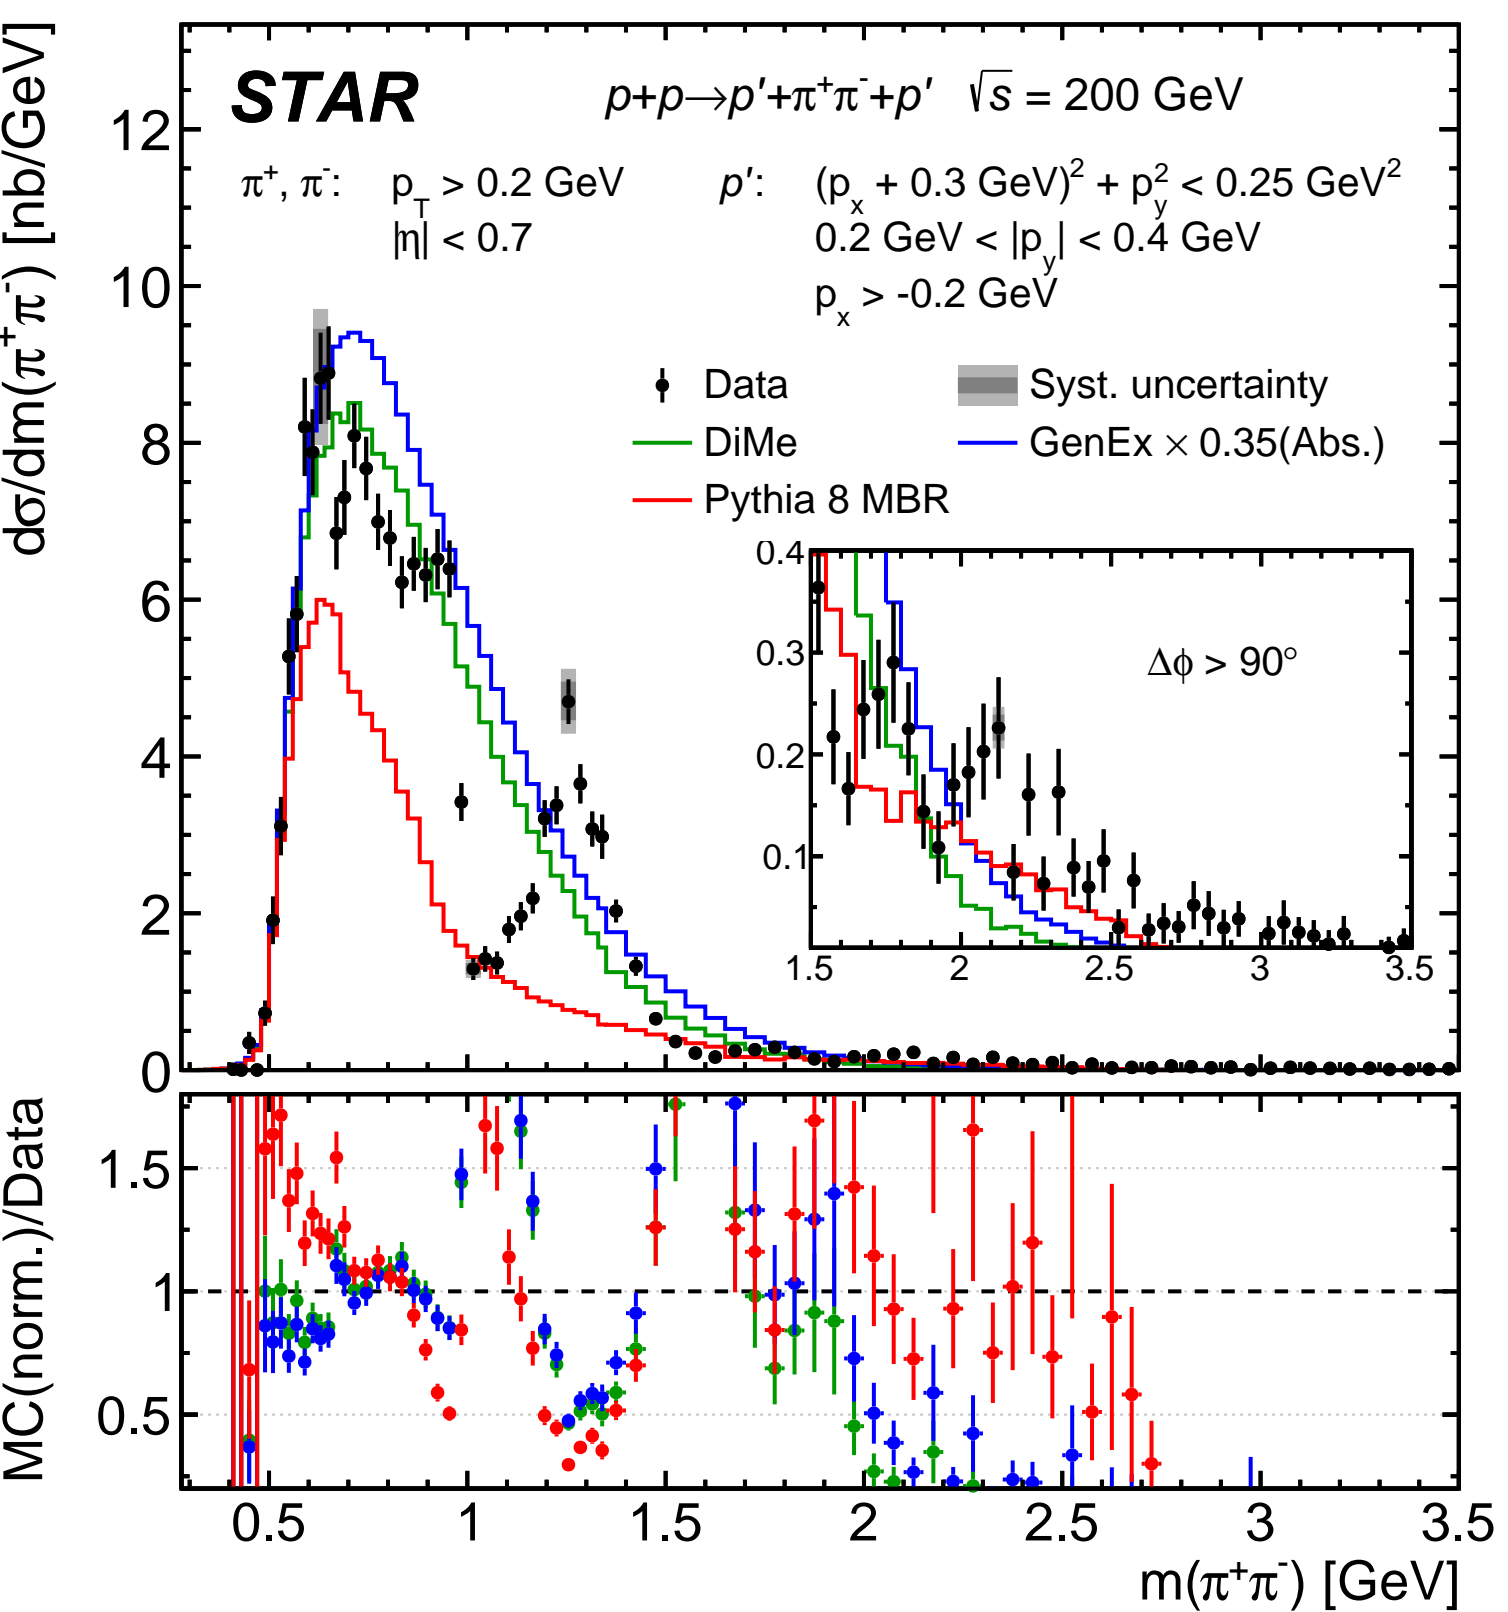 STAR
p+p→p′+π⁺π⁻+p′ √s = 200 GeV
π⁺, π⁻: p_T > 0.2 GeV p′: (p_x + 0.3 GeV)² + p_y² < 0.25 GeV²
|η| < 0.7 0.2 GeV < |p_y| < 0.4 GeV
p_x > -0.2 GeV
Data Syst. uncertainty
DiMe GenEx × 0.35(Abs.)
Pythia 8 MBR
dσ/dm(π⁺π⁻) [nb/GeV]
12
10
8
6
4
2
0
Δϕ > 90°
0.4
0.3
0.2
0.1
1.5 2 2.5 3 3.5
MC(norm.)/Data
1.5
1
0.5
0.5 1 1.5 2 2.5 3 3.5
m(π⁺π⁻) [GeV]